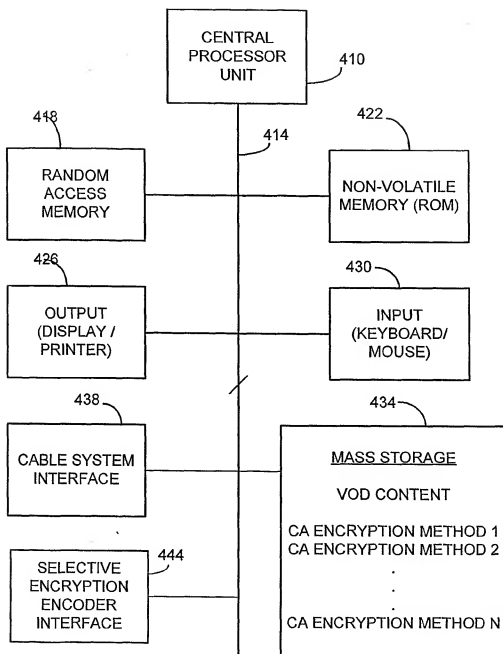 CENTRAL
PROCESSOR
UNIT
410
418
414
422
RANDOM
ACCESS
MEMORY
NON-VOLATILE
MEMORY (ROM)
426
430
OUTPUT
(DISPLAY /
PRINTER)
INPUT
(KEYBOARD/
MOUSE)
438
434
CABLE SYSTEM
INTERFACE
MASS STORAGE
VOD CONTENT
CA ENCRYPTION METHOD 1
CA ENCRYPTION METHOD 2
.
.
.
CA ENCRYPTION METHOD N
444
SELECTIVE
ENCRYPTION
ENCODER
INTERFACE